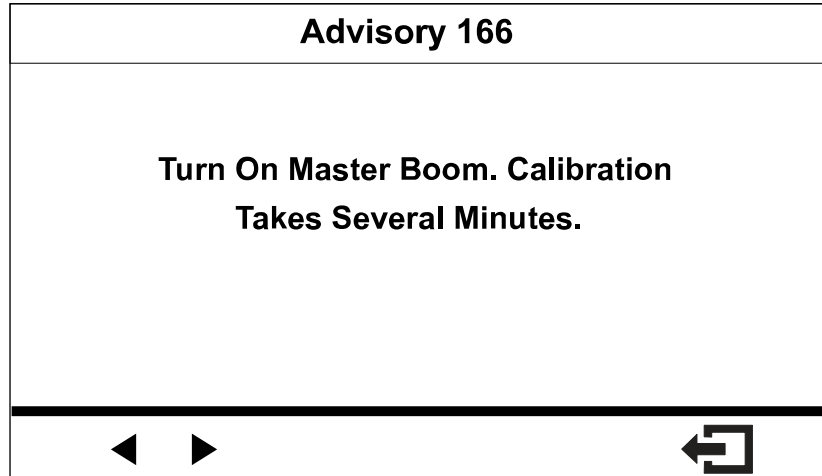 Advisory 166
Turn On Master Boom. Calibration
Takes Several Minutes.